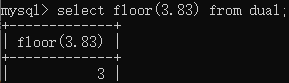 mysql> select floor(3.83) from dual;
+-------------+
| floor(3.83) |
+-------------+
|           3 |